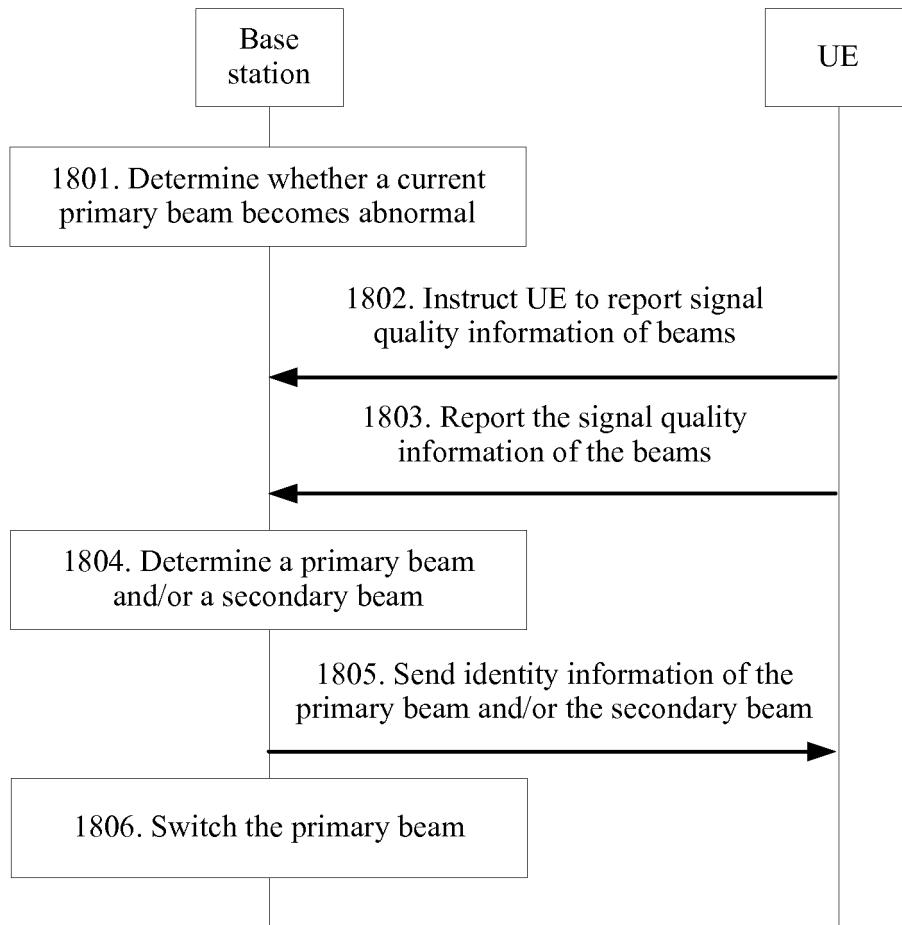 Base
station
UE
1801. Determine whether a current
primary beam becomes abnormal
1802. Instruct UE to report signal
quality information of beams
1803. Report the signal quality
information of the beams
1804. Determine a primary beam
and/or a secondary beam
1805. Send identity information of the
primary beam and/or the secondary beam
1806. Switch the primary beam